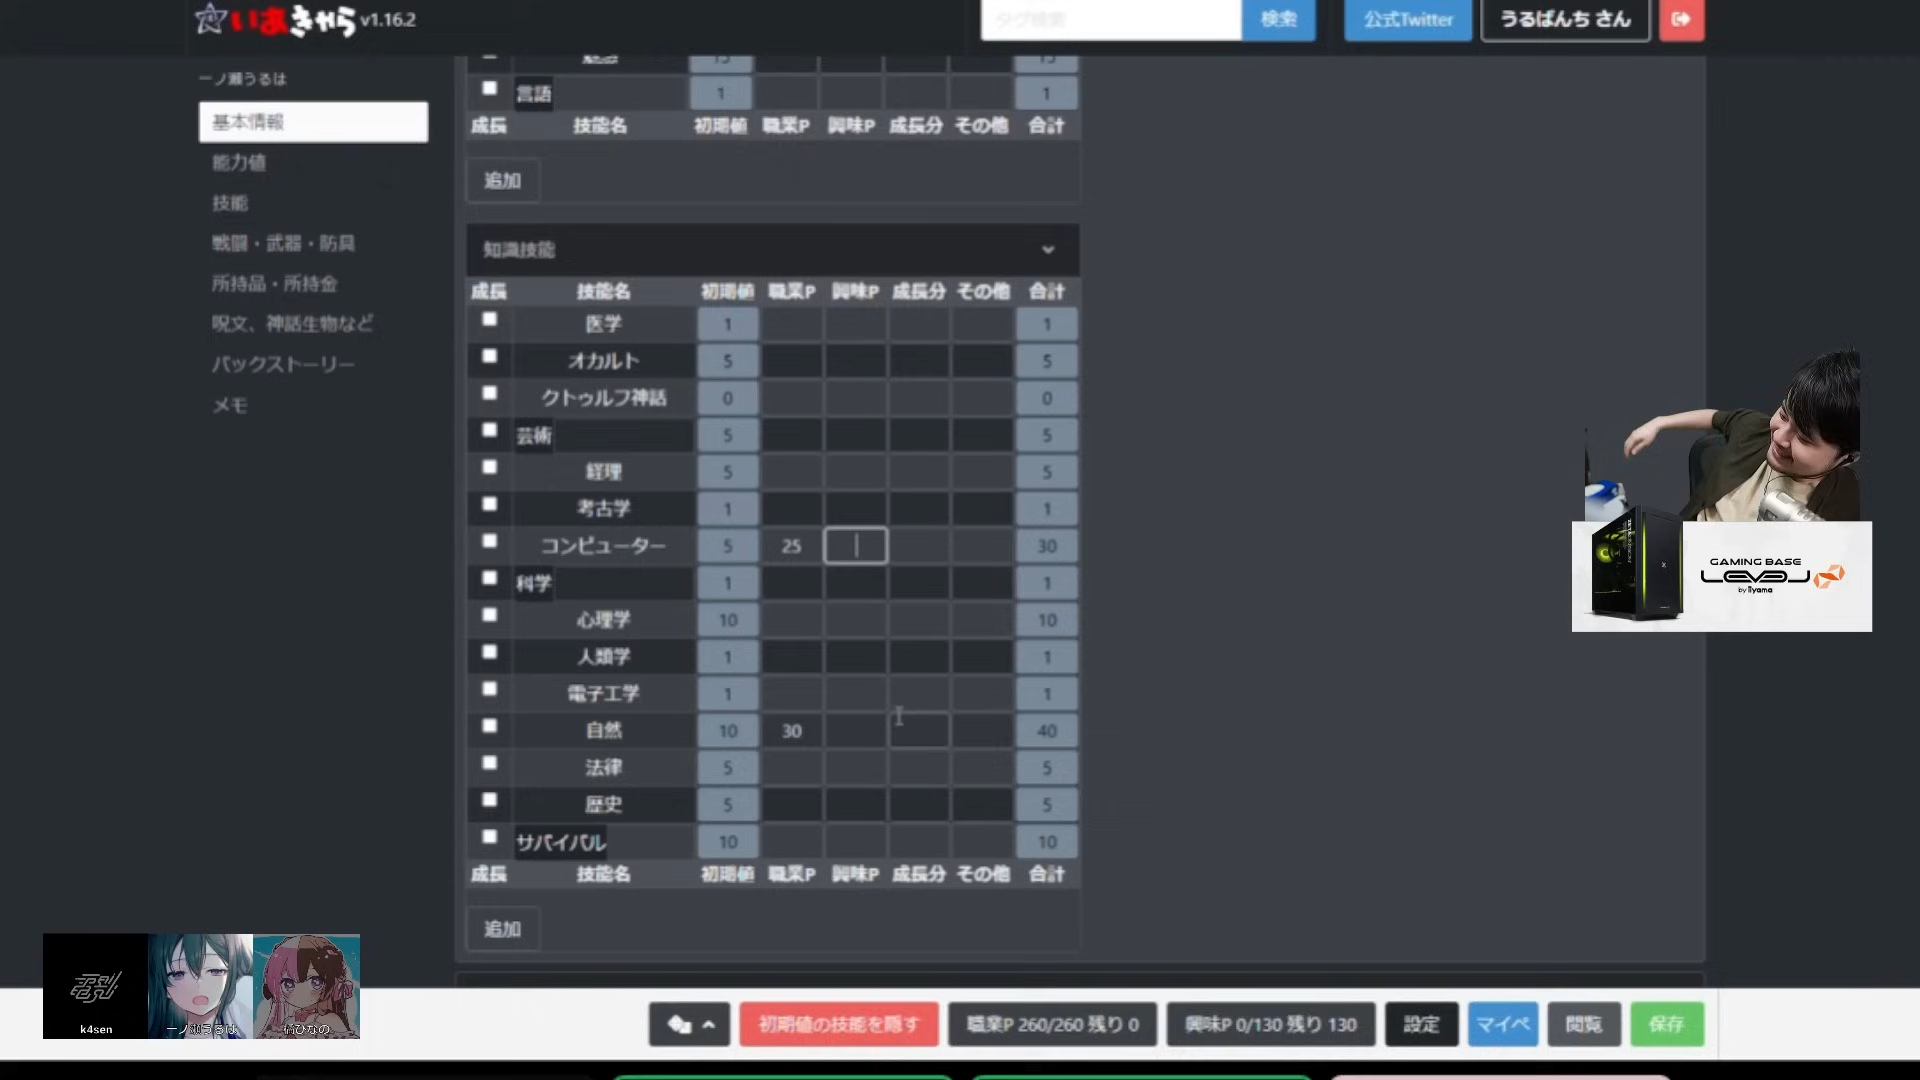 いあきゃら v1.16.2
タグ検索
検索
公式Twitter
うるぱんち さん
一ノ瀬うるは
基本情報
能力値
技能
戦闘・武器・防具
所持品・所持金
呪文、神話生物など
バックストーリー
メモ
魅惑 15 15
言語 1 1
成長 技能名 初期値 職業P 興味P 成長分 その他 合計
追加
知識技能
成長 技能名 初期値 職業P 興味P 成長分 その他 合計
医学 1 1
オカルト 5 5
クトゥルフ神話 0 0
芸術 5 5
経理 5 5
考古学 1 1
コンピューター 5 25 30
科学 1 1
心理学 10 10
人類学 1 1
電子工学 1 1
自然 10 30 40
法律 5 5
歴史 5 5
サバイバル 10 10
成長 技能名 初期値 職業P 興味P 成長分 その他 合計
追加
GAMING BASE
LEVEL
by iiyama
k4sen
一ノ瀬うるは
橘ひなの
初期値の技能を隠す
職業P 260/260 残り 0
興味P 0/130 残り 130
設定
マイペ
閲覧
保存